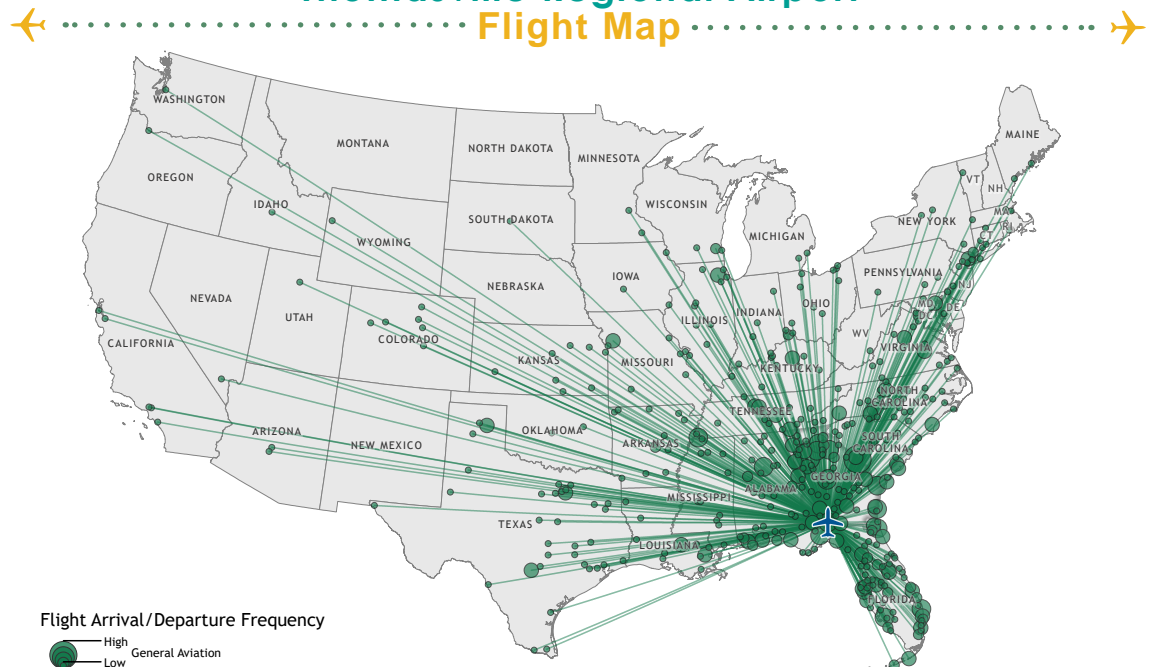 Flight Map
WASHINGTON
MAINE
MONTANA
NORTH DAKOTA
MINNESOTA
VT
OREGON
NH
IDAHO
WISCONSIN
MA
SOUTH DAKOTA
NEW YORK
RI
CT
WYOMING
MICHIGAN
PENNSYLVANIA
IOWA
NEBRASKA
NJ
NEVADA
OHIO
MD
DE
INDIANA
DC
UTAH
ILLINOIS
WV
COLORADO
CALIFORNIA
VIRGINIA
KANSAS
MISSOURI
KENTUCKY
NORTH
CAROLINA
TENNESSEE
ARIZONA
OKLAHOMA
SOUTH
CAROLINA
NEW MEXICO
ARKANSAS
GEORGIA
ALABAMA
MISSISSIPPI
TEXAS
LOUISIANA
FLORIDA
Flight Arrival/Departure Frequency
High
General Aviation
Low